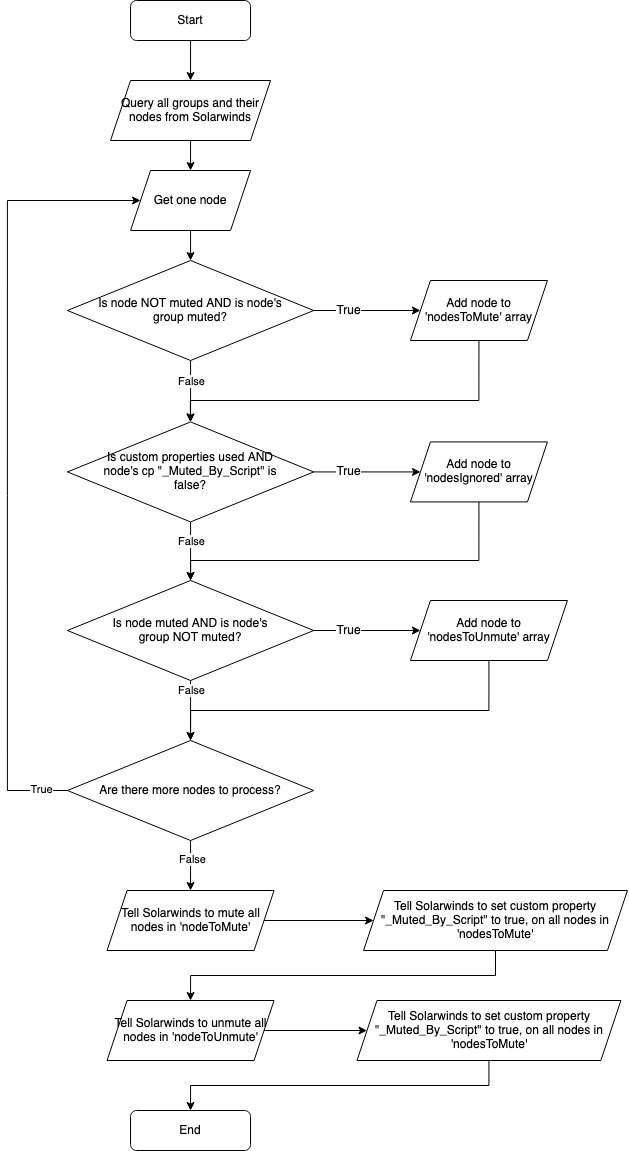 Start
Query all groups and their
nodes from Solarwinds
Get one node
Is node NOT muted AND is node's
group muted?
True
Add node to
'nodesToMute' array
False
Is custom properties used AND
node's cp "_Muted_By_Script" is
false?
True
Add node to
'nodesIgnored' array
False
Is node muted AND is node's
group NOT muted?
True
Add node to
'nodesToUnmute' array
False
Are there more nodes to process?
True
False
Tell Solarwinds to mute all
nodes in 'nodeToMute'
Tell Solarwinds to set custom property
"_Muted_By_Script" to true, on all nodes in
'nodesToMute'
Tell Solarwinds to unmute all
nodes in 'nodeToUnmute'
Tell Solarwinds to set custom property
"_Muted_By_Script" to true, on all nodes in
'nodesToMute'
End